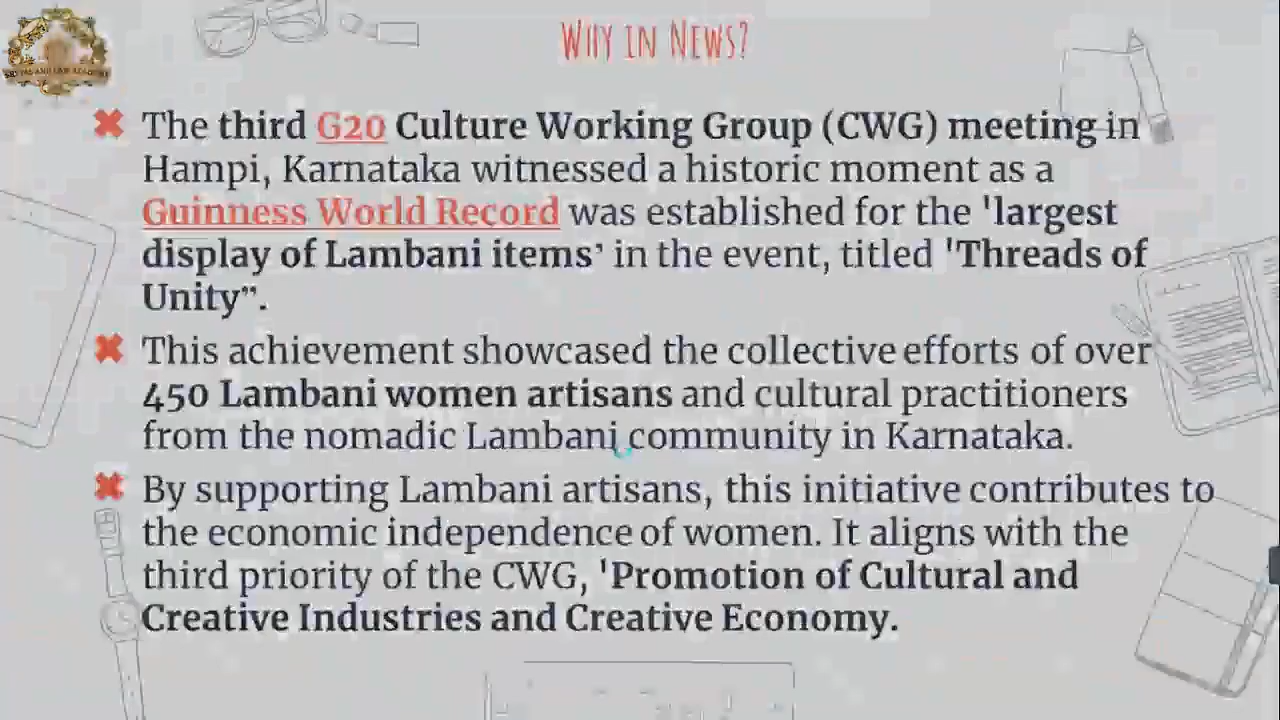 Why in News?
The third G20 Culture Working Group (CWG) meeting in
Hampi, Karnataka witnessed a historic moment as a
Guinness World Record was established for the 'largest
display of Lambani items’ in the event, titled 'Threads of
Unity”.
This achievement showcased the collective efforts of over
450 Lambani women artisans and cultural practitioners
from the nomadic Lambani community in Karnataka.
By supporting Lambani artisans, this initiative contributes to
the economic independence of women. It aligns with the
third priority of the CWG, 'Promotion of Cultural and
Creative Industries and Creative Economy.